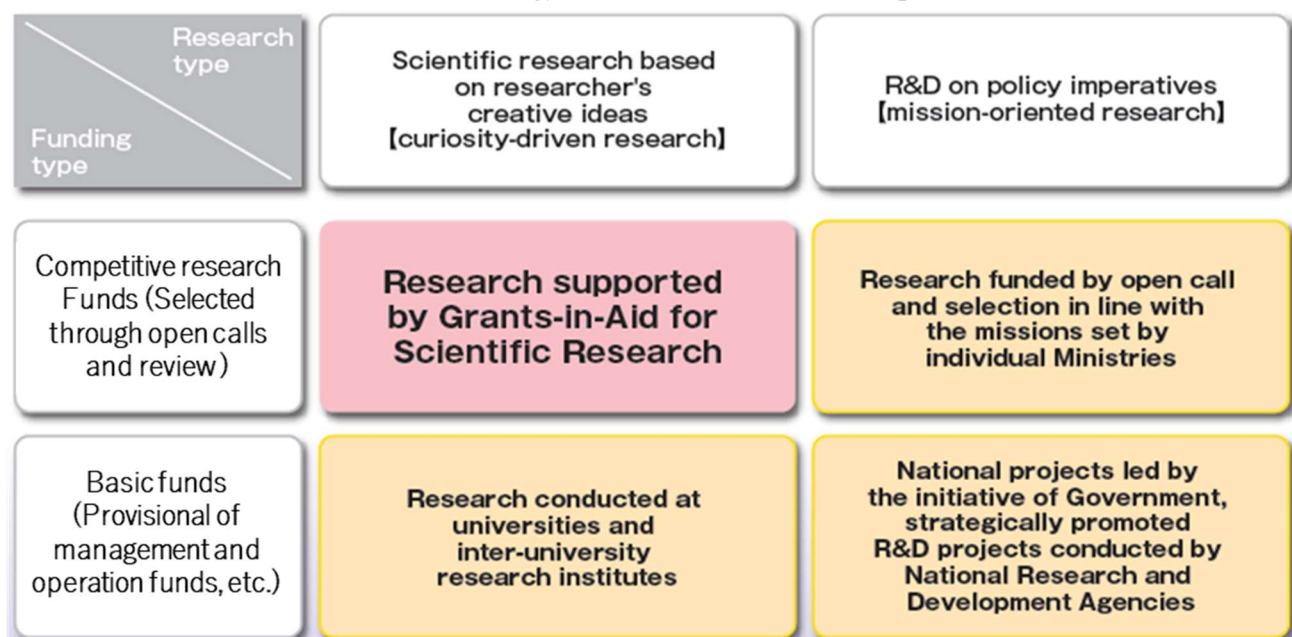 Research
type
Funding
type
Scientific research based
on researcher's
creative ideas
【curiosity-driven research】
R&D on policy imperatives
【mission-oriented research】
Competitive research
Funds (Selected
through open calls
and review)
Research supported
by Grants-in-Aid for
Scientific Research
Research funded by open call
and selection in line with
the missions set by
individual Ministries
Basic funds
(Provisional of
management and
operation funds, etc.)
Research conducted at
universities and
inter-university
research institutes
National projects led by
the initiative of Government,
strategically promoted
R&D projects conducted by
National Research and
Development Agencies